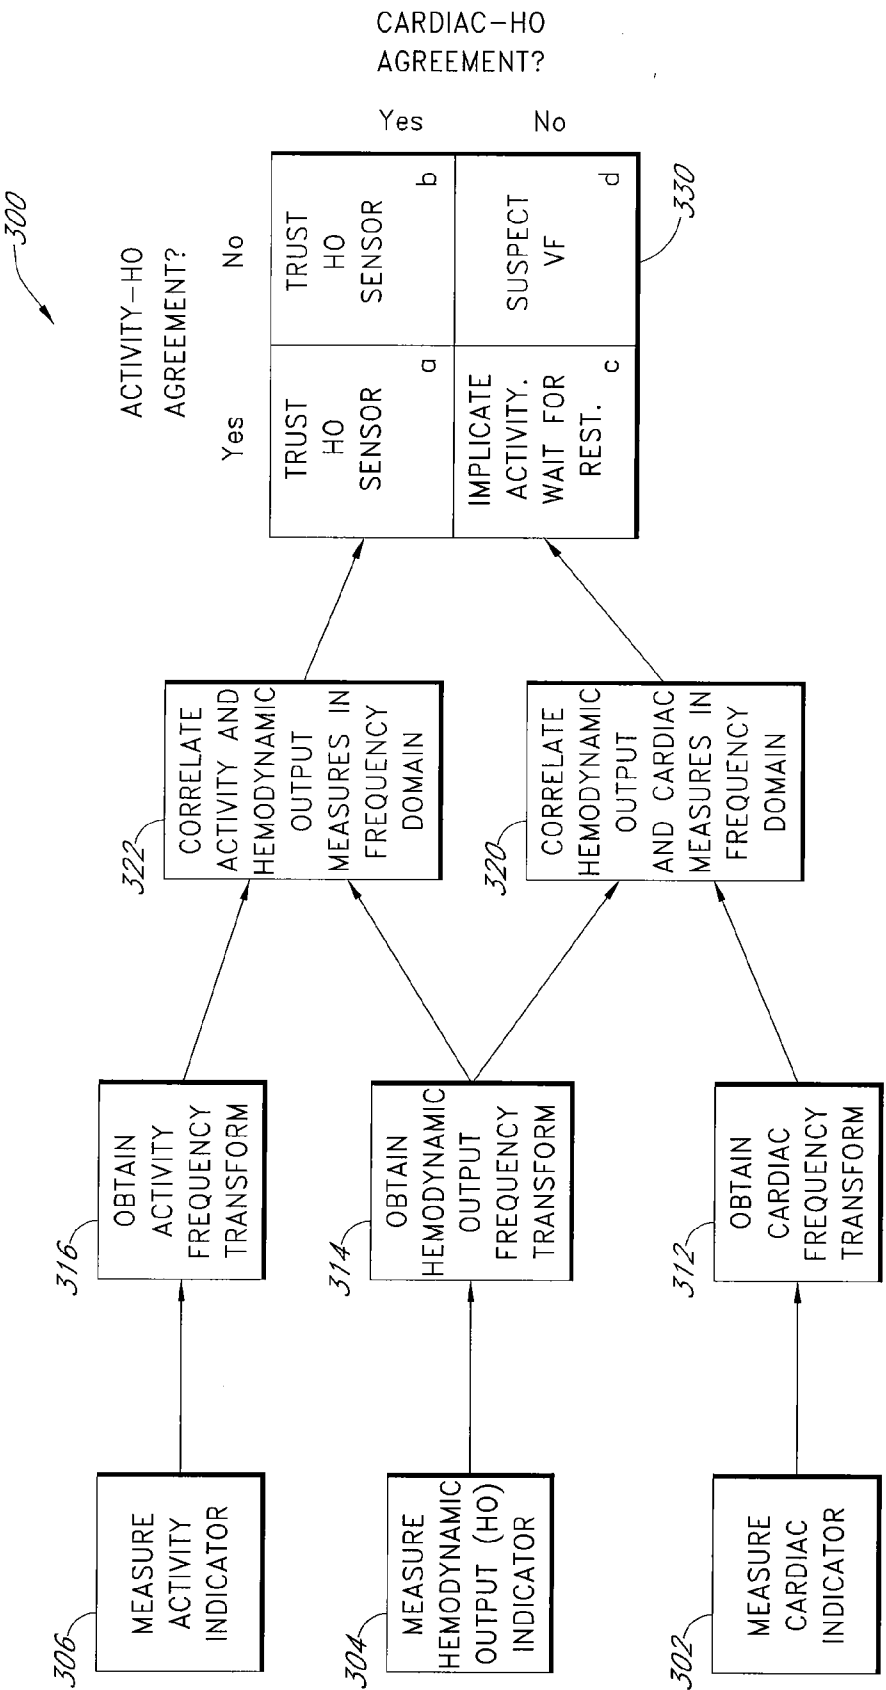 300
306
MEASURE
ACTIVITY
INDICATOR
316
OBTAIN
ACTIVITY
FREQUENCY
TRANSFORM
322
CORRELATE
ACTIVITY AND
HEMODYNAMIC
OUTPUT
MEASURES IN
FREQUENCY
DOMAIN
304
MEASURE
HEMODYNAMIC
OUTPUT (HO)
INDICATOR
314
OBTAIN
HEMODYNAMIC
OUTPUT
FREQUENCY
TRANSFORM
320
CORRELATE
HEMODYNAMIC
OUTPUT
AND CARDIAC
MEASURES IN
FREQUENCY
DOMAIN
302
MEASURE
CARDIAC
INDICATOR
312
OBTAIN
CARDIAC
FREQUENCY
TRANSFORM
ACTIVITY-HO
AGREEMENT?
Yes
No
CARDIAC-HO
AGREEMENT?
Yes
No
TRUST
HO
SENSOR
a
TRUST
HO
SENSOR
b
IMPLICATE
ACTIVITY.
WAIT FOR
REST.
c
SUSPECT
VF
d
330